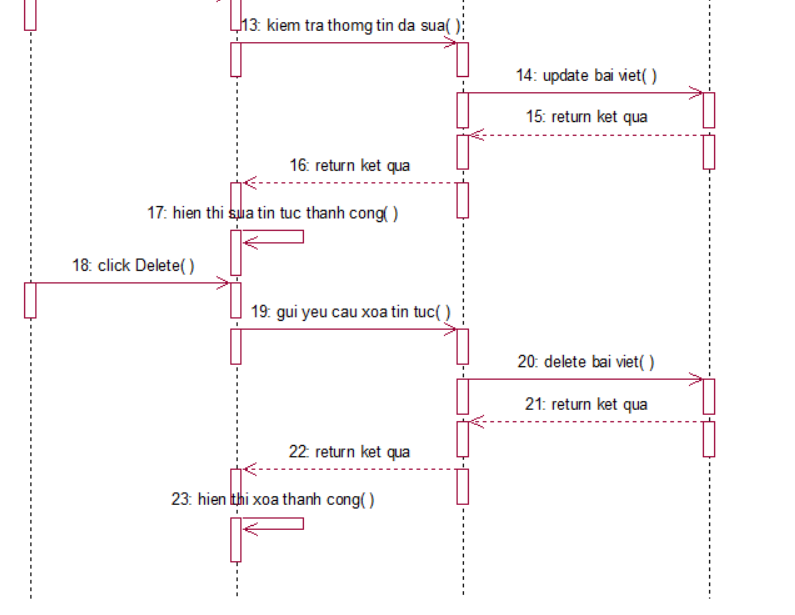 13: kiem tra thomg tin da sua( )
14: update bai viet( )
15: return ket qua
16: return ket qua
17: hien thi sua tin tuc thanh cong( )
18: click Delete( )
19: gui yeu cau xoa tin tuc( )
20: delete bai viet( )
21: return ket qua
22: return ket qua
23: hien thi xoa thanh cong( )